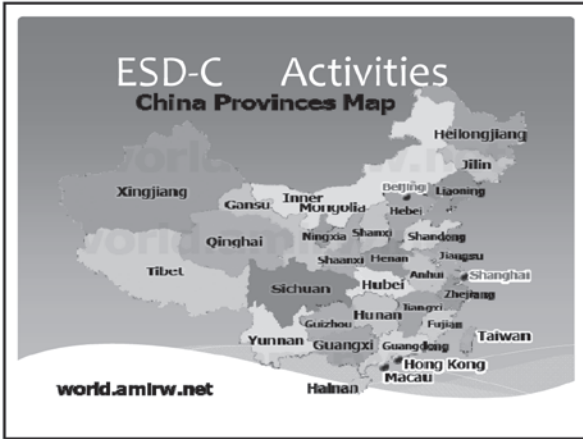 ESD-C Activities
China Provinces Map
Heilongjiang
Jilin
Beijing Liaoning
Xingjiang
Inner
Mongolia
Gansu
Hebei
Qinghai
Ningxia Shanxi Shandong
Tibet
Shaanxi Henan Jiangsu
Anhui Shanghai
Sichuan Hubei
Zhejiang
Hunan Jiangxi
Guizhou Fujian
Yunnan Guangxi Guangdong Taiwan
Hong Kong
Macau
world.amirw.net
Hainan